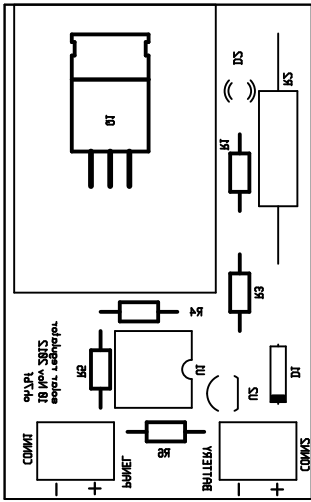 D2
R2
Q1
R1
R3
R4
oh7bf
18 Nov 2012
solar regulator
R5
U1
U2
D1
R6
CONN1
PANEL
BATTERY
CONN2
− +
− +